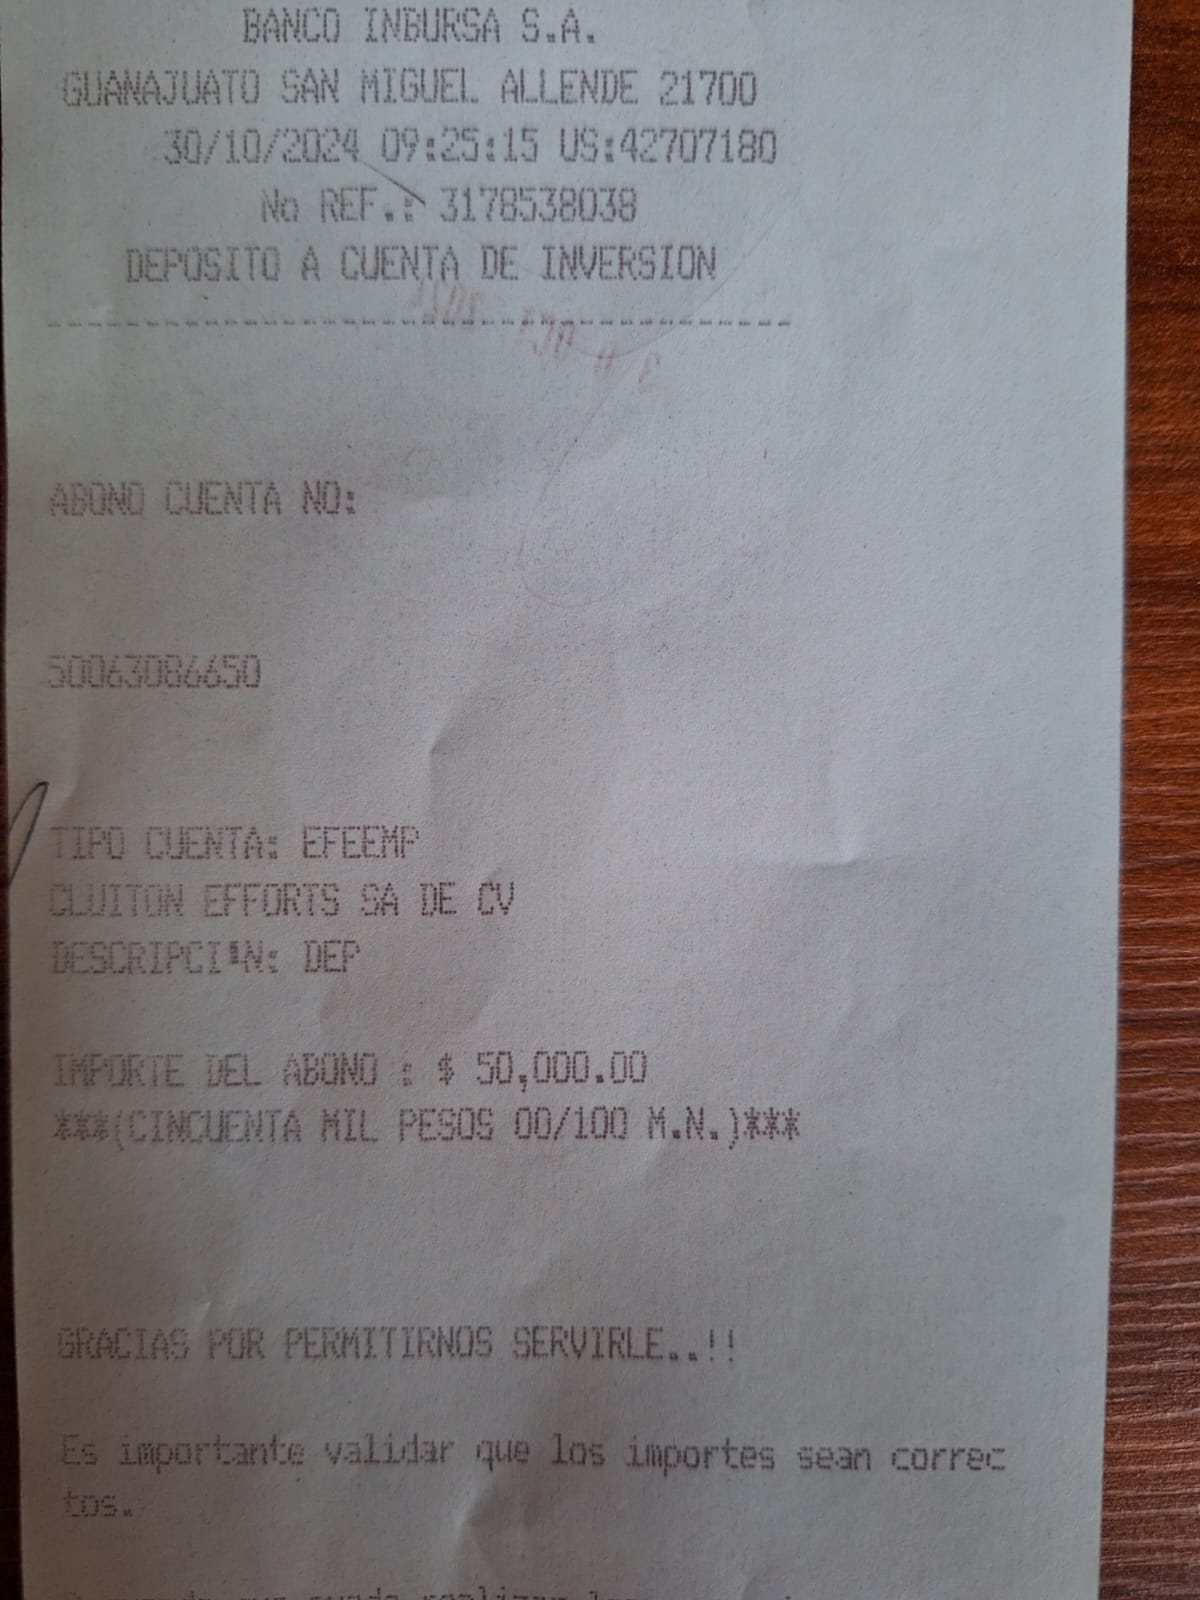 BANCO INBURSA S.A.
GUANAJUATO SAN MIGUEL ALLENDE 21700
30/10/2024 09:25:15 US:42707180
No REF.: 3178538038
DEPOSITO A CUENTA DE INVERSION
--------------------------------------
ABONO CUENTA NO:
50063086650
TIPO CUENTA: EFEEMP
CLUITON EFFORTS SA DE CV
DESCRIPCI¹N: DEP
IMPORTE DEL ABONO : $ 50,000.00
***(CINCUENTA MIL PESOS 00/100 M.N.)***
GRACIAS POR PERMITIRNOS SERVIRLE..!!
Es importante validar que los importes sean correc
tos.